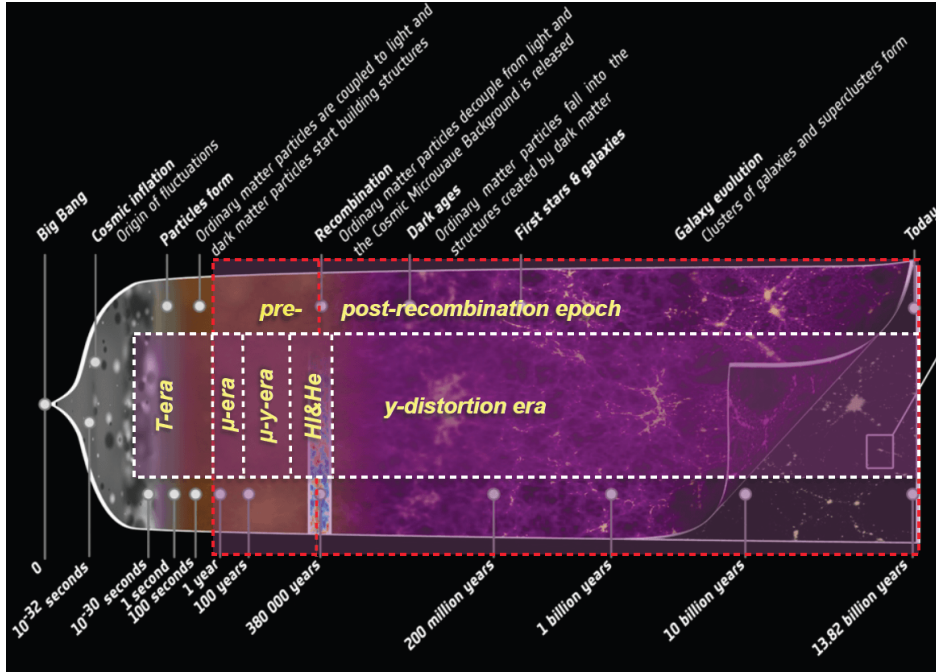 Big Bang
Cosmic inflation
Origin of fluctuations
Particles form
Ordinary matter particles are coupled to light and
dark matter particles start building structures
Recombination
Ordinary matter particles decouple from light and
the Cosmic Microwave Background is released
Dark ages
Ordinary matter particles fall into the
structures created by dark matter
First stars & galaxies
Galaxy evolution
Clusters of galaxies and superclusters form
Today
pre-
post-recombination epoch
T-era
μ-era
μ-y-era
HI&He
y-distortion era
0
10-32 seconds
10-30 seconds
1 second
100 seconds
1 year
100 years
380 000 years
200 million years
1 billion years
10 billion years
13.82 billion years